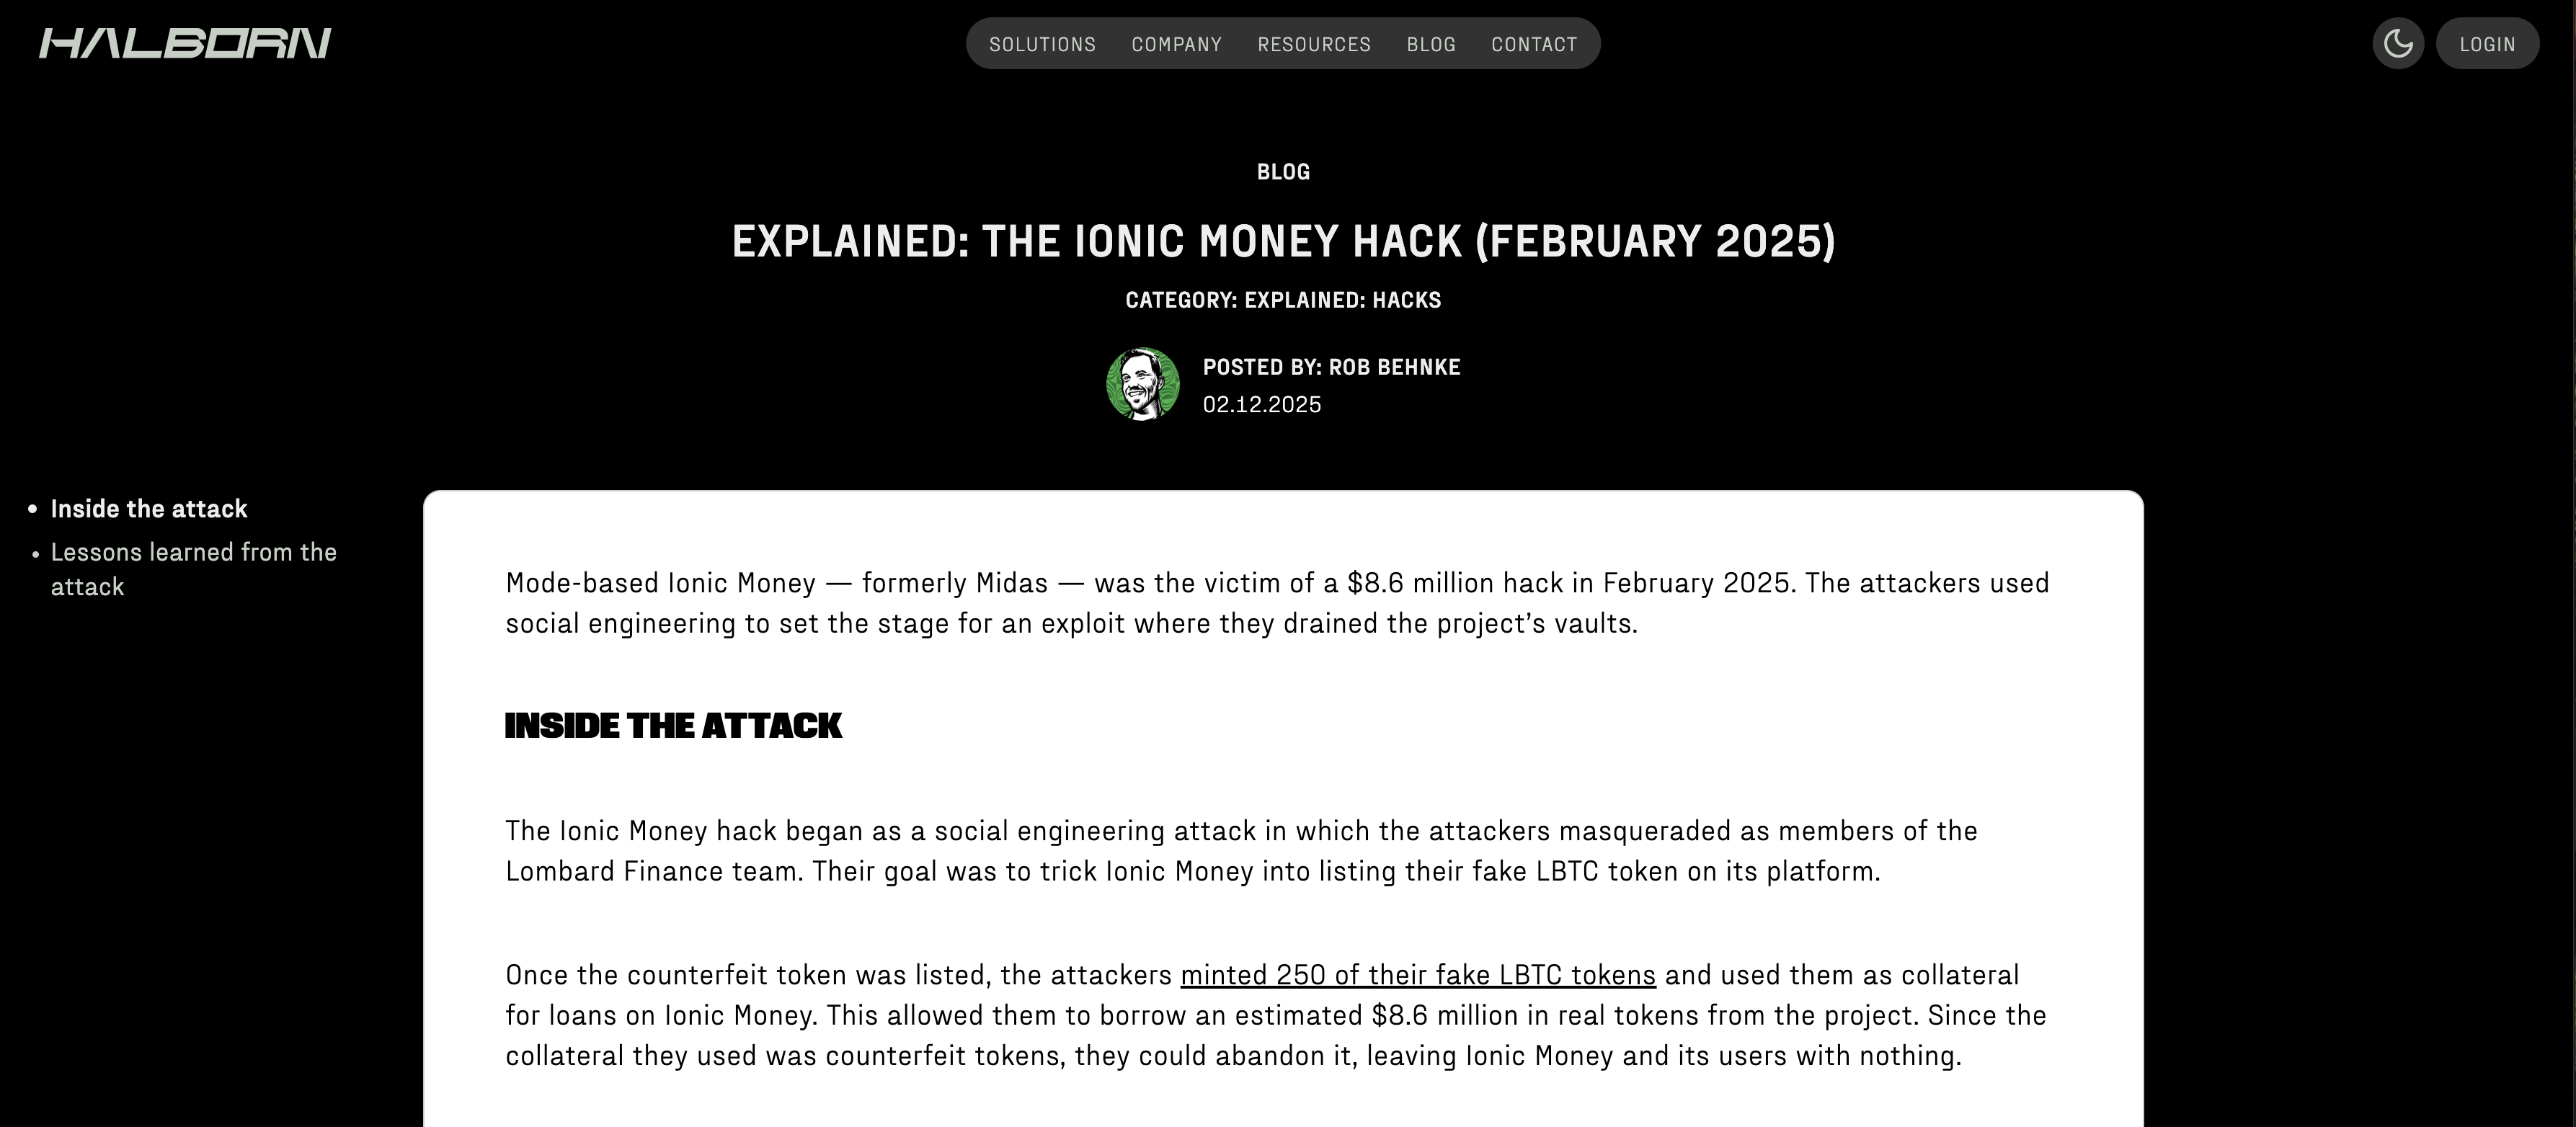 HALBORN
SOLUTIONS COMPANY RESOURCES BLOG CONTACT
LOGIN
BLOG
EXPLAINED: THE IONIC MONEY HACK (FEBRUARY 2025)
CATEGORY: EXPLAINED: HACKS
POSTED BY: ROB BEHNKE
02.12.2025
• Inside the attack
• Lessons learned from the
attack
Mode-based Ionic Money — formerly Midas — was the victim of a $8.6 million hack in February 2025. The attackers used
social engineering to set the stage for an exploit where they drained the project’s vaults.
INSIDE THE ATTACK
The Ionic Money hack began as a social engineering attack in which the attackers masqueraded as members of the
Lombard Finance team. Their goal was to trick Ionic Money into listing their fake LBTC token on its platform.
Once the counterfeit token was listed, the attackers minted 250 of their fake LBTC tokens and used them as collateral
for loans on Ionic Money. This allowed them to borrow an estimated $8.6 million in real tokens from the project. Since the
collateral they used was counterfeit tokens, they could abandon it, leaving Ionic Money and its users with nothing.